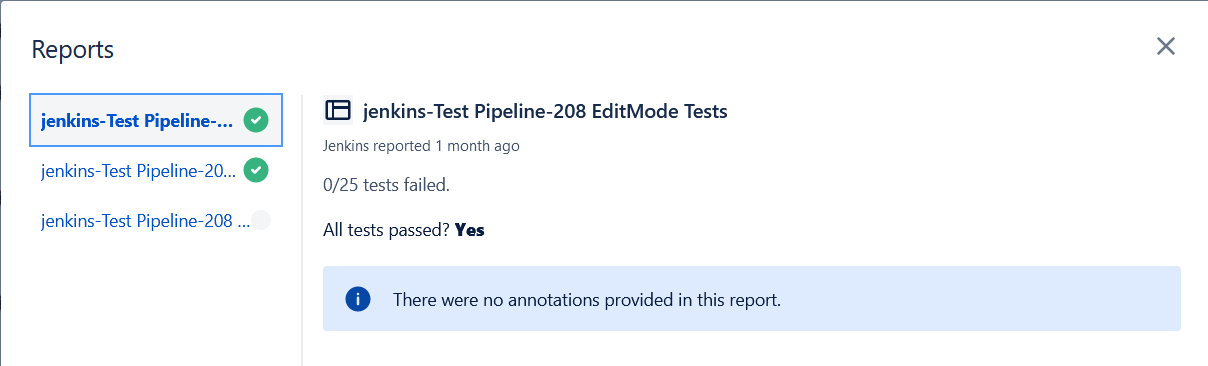 Reports
jenkins-Test Pipeline-...
jenkins-Test Pipeline-20...
jenkins-Test Pipeline-208 ...
jenkins-Test Pipeline-208 EditMode Tests
Jenkins reported 1 month ago
0/25 tests failed.
All tests passed? Yes
There were no annotations provided in this report.